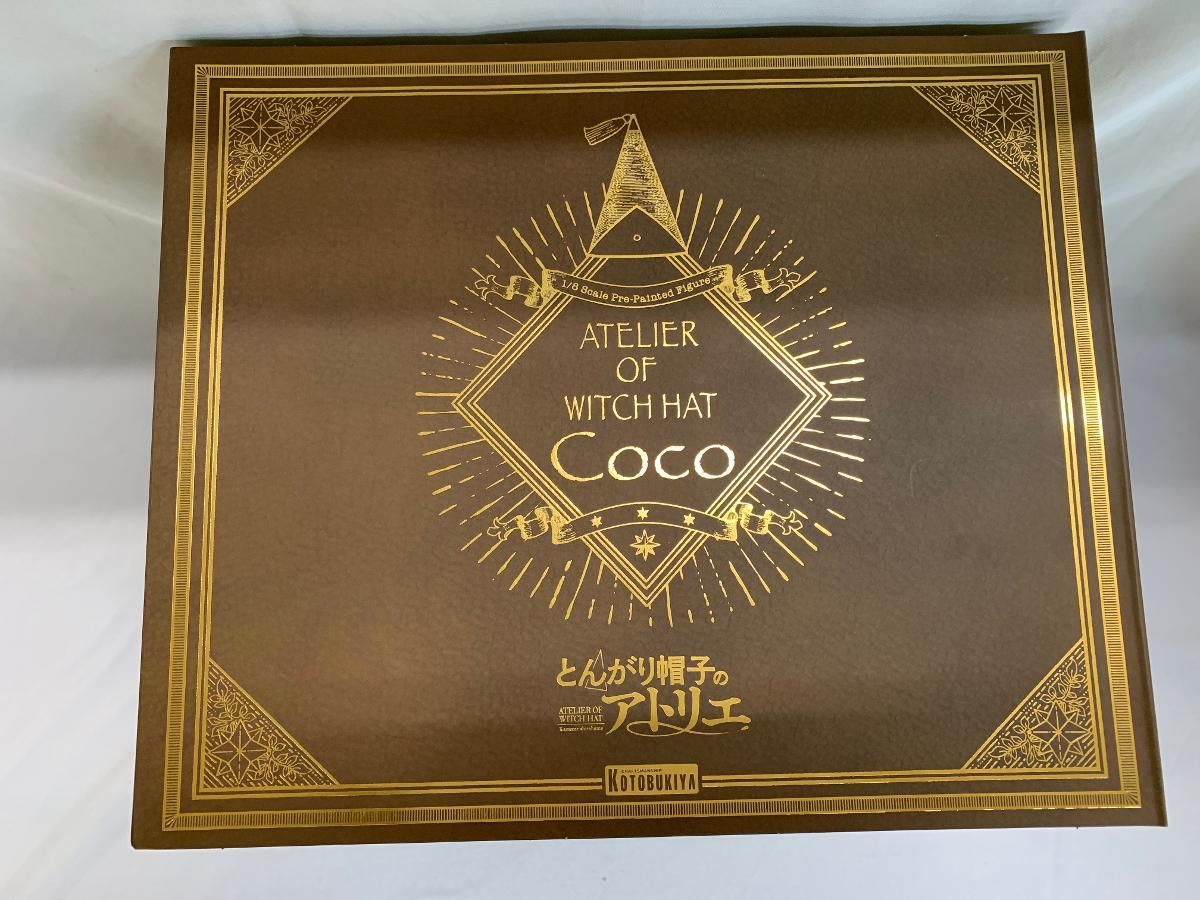 1/8 Scale Pre-Painted Figure
ATELIER
OF
WITCH HAT
Coco
とんがり帽子の
アトリエ
ATELIER OF
WITCH HAT
KOTOBUKIYA